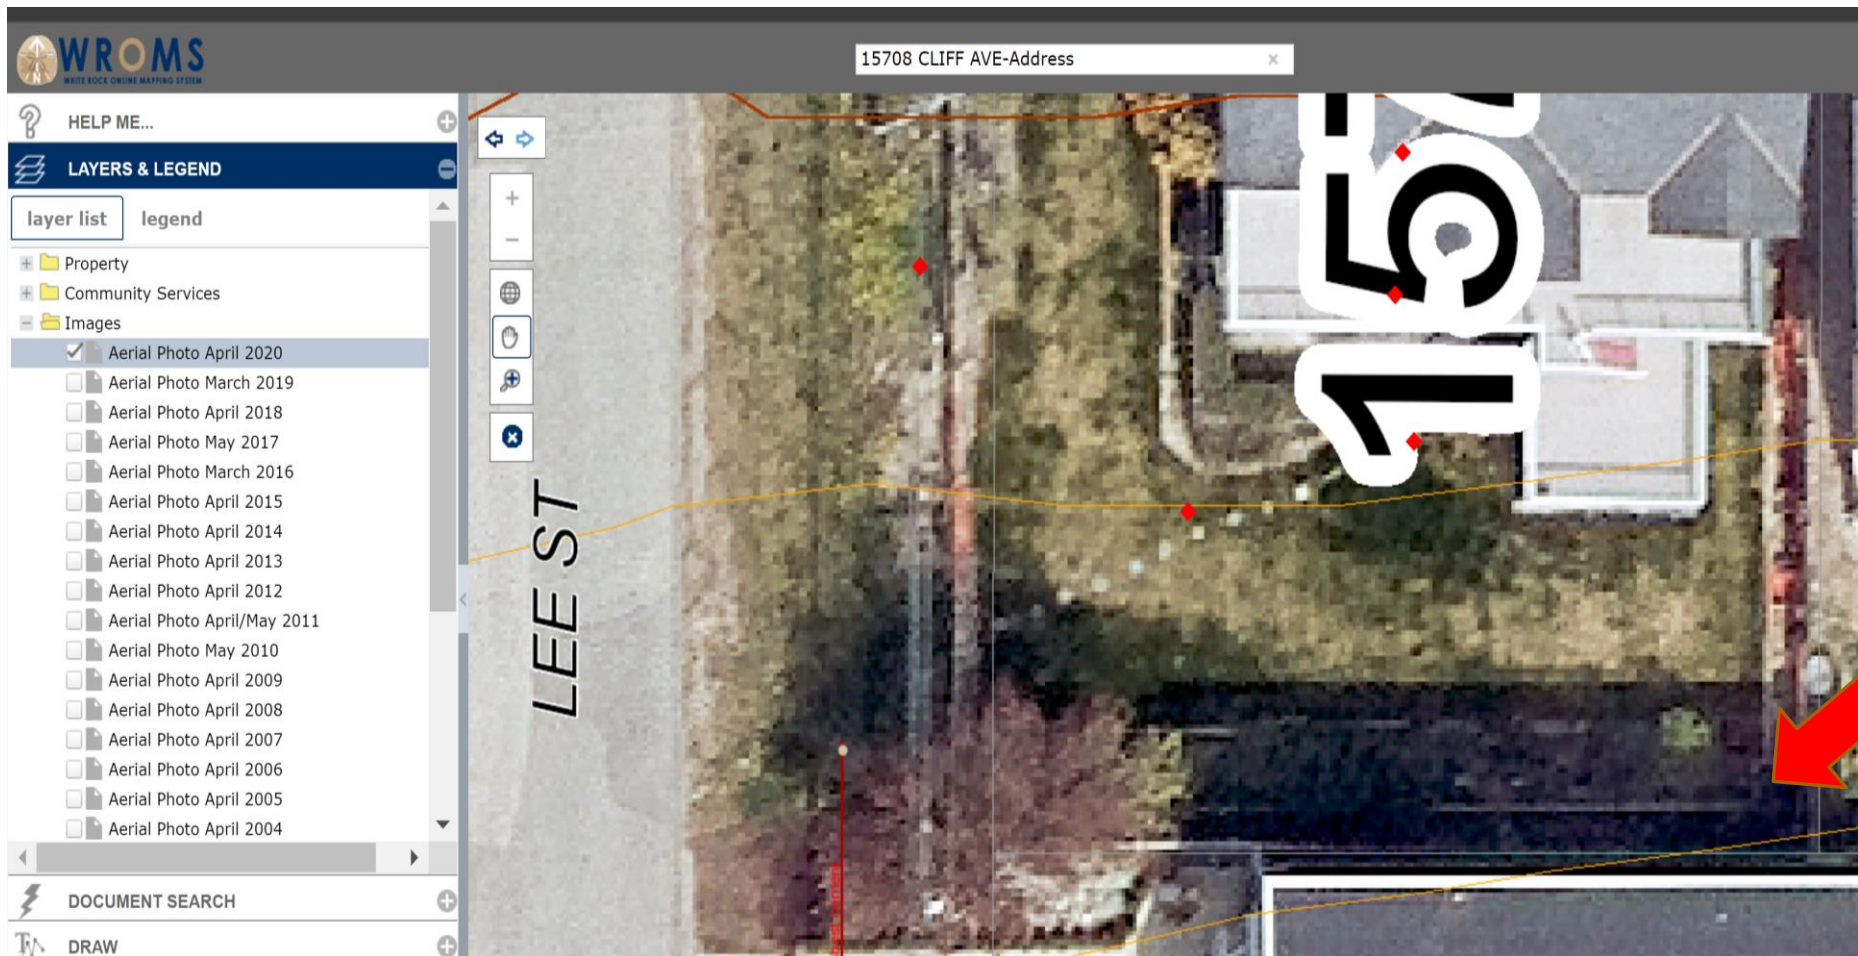 WROMS
WHITE ROCK ONLINE MAPPING SYSTEM
15708 CLIFF AVE-Address
HELP ME...
LAYERS & LEGEND
layer list legend
Property
Community Services
Images
Aerial Photo April 2020
Aerial Photo March 2019
Aerial Photo April 2018
Aerial Photo May 2017
Aerial Photo March 2016
Aerial Photo April 2015
Aerial Photo April 2014
Aerial Photo April 2013
Aerial Photo April 2012
Aerial Photo April/May 2011
Aerial Photo May 2010
Aerial Photo April 2009
Aerial Photo April 2008
Aerial Photo April 2007
Aerial Photo April 2006
Aerial Photo April 2005
Aerial Photo April 2004
DOCUMENT SEARCH
DRAW
LEE ST